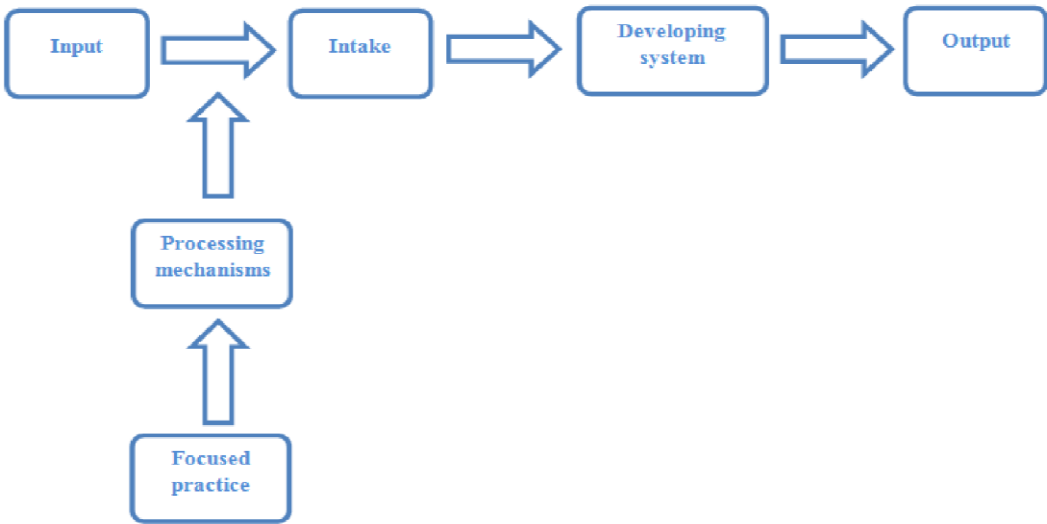 Input
Intake
Developing
system
Output
Processing
mechanisms
Focused
practice